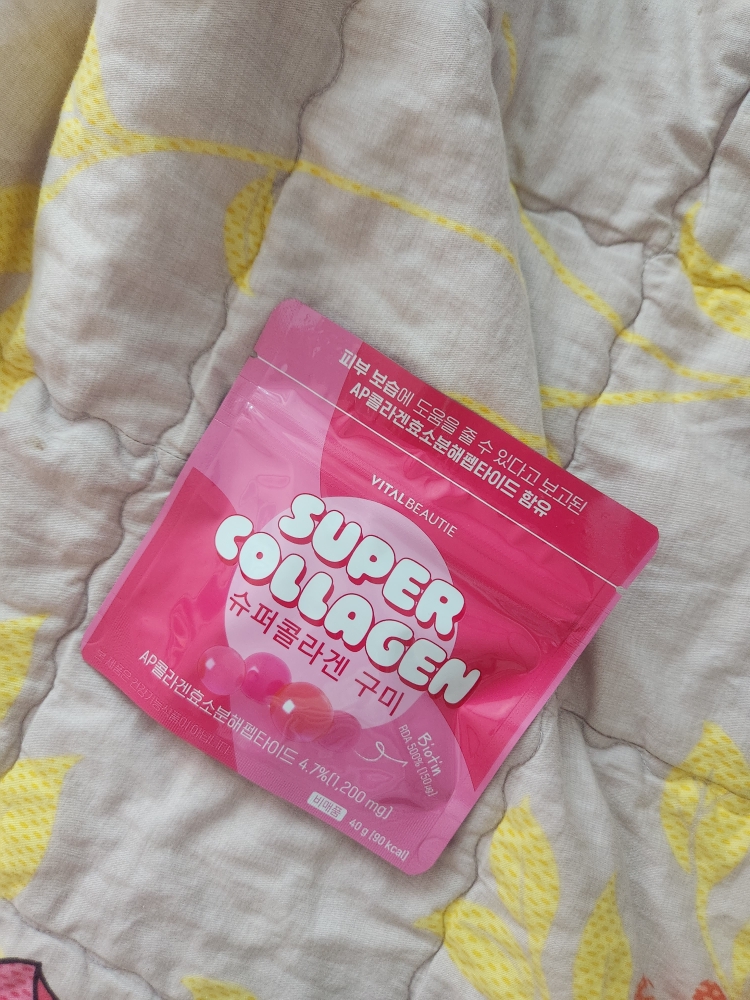 피부 보습에 도움을 줄 수 있다고 보고된
AP콜라겐효소분해펩타이드 함유
VITALBEAUTIE
SUPER
COLLAGEN
슈퍼콜라겐 구미
Biotin
RDA 500% (150 μg)
AP콜라겐효소분해펩타이드 4.7%(1,200 mg)
비매품
40 g (90 kcal)